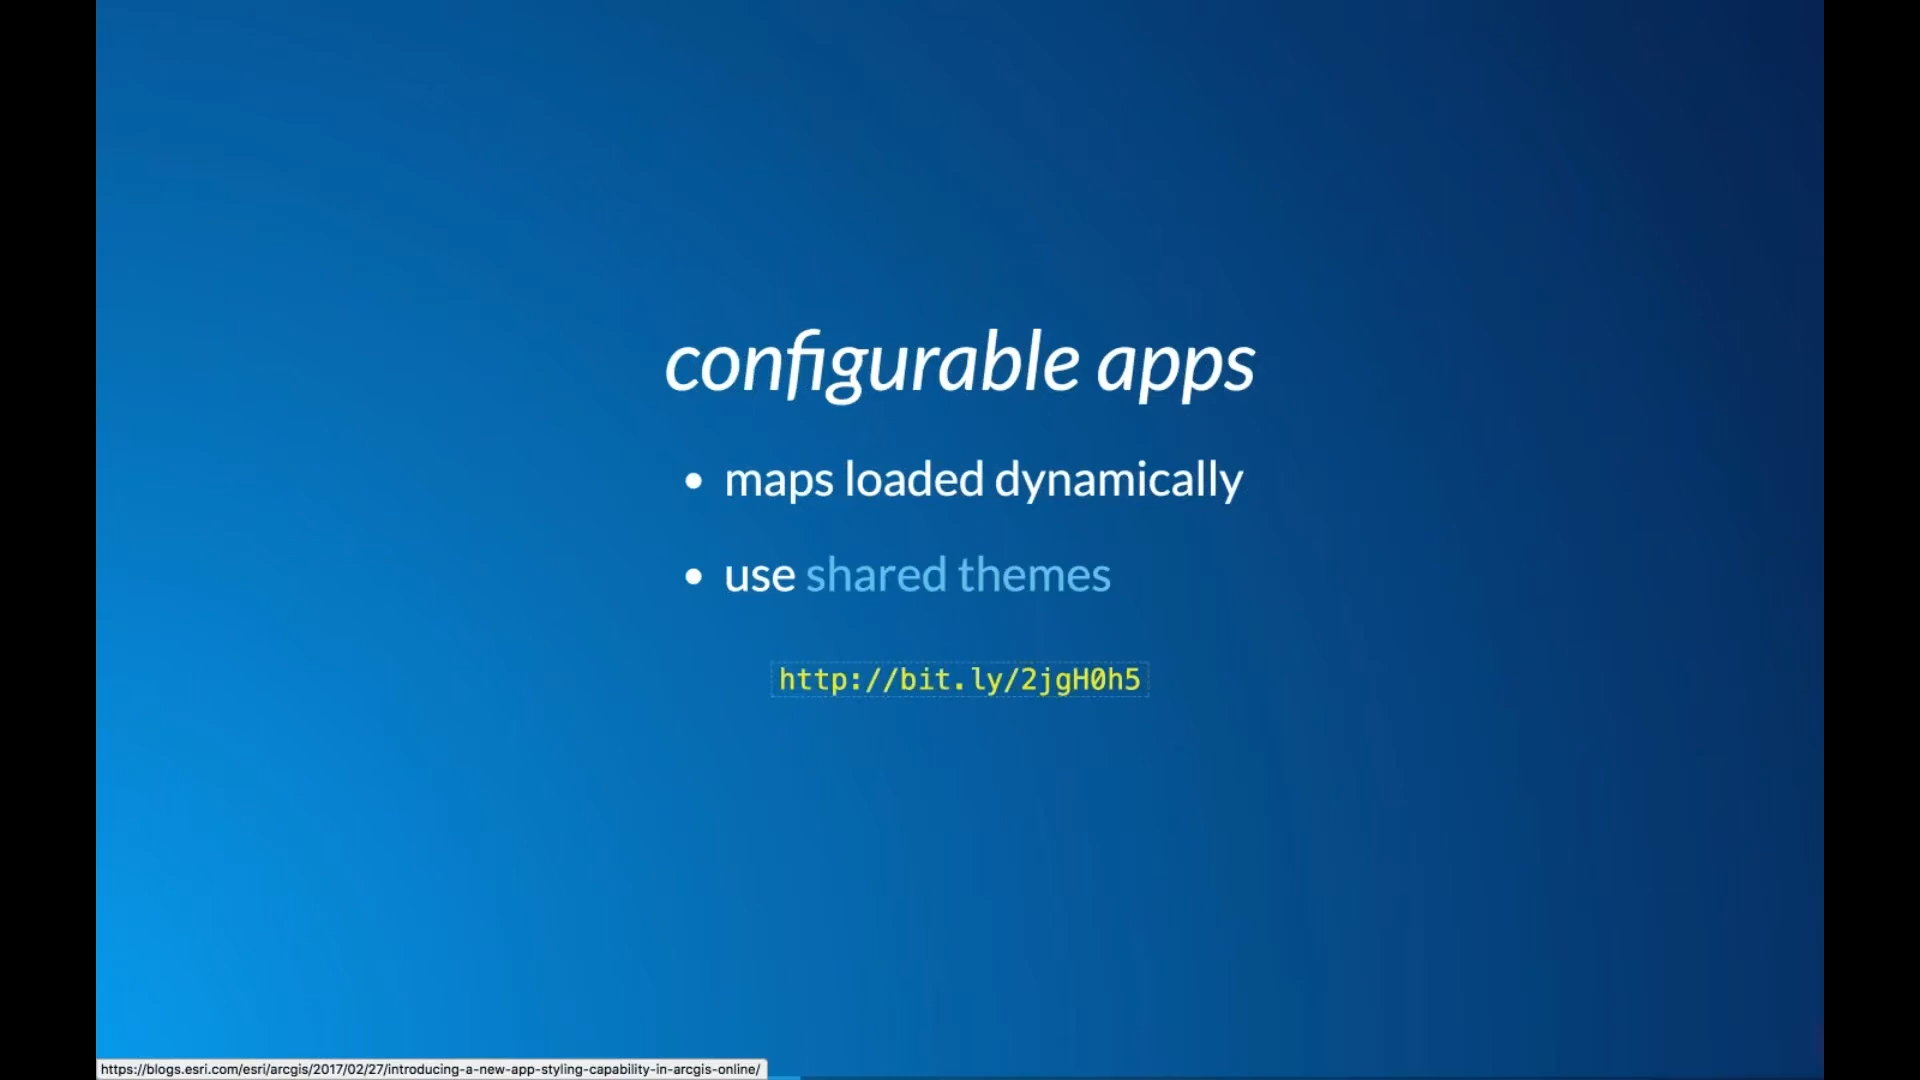 configurable apps
• maps loaded dynamically
• use shared themes
http://bit.ly/2jgH0h5
https://blogs.esri.com/esri/arcgis/2017/02/27/introducing-a-new-app-styling-capability-in-arcgis-online/